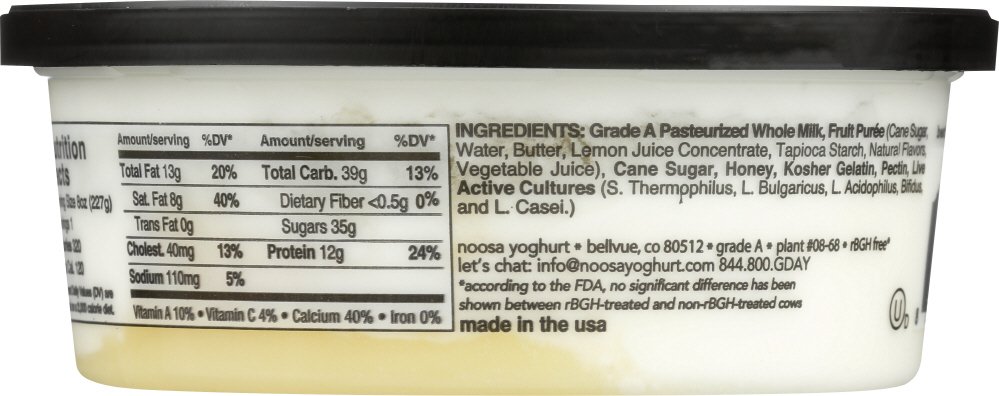 trition
cts
ng Size 8oz (227g)
Amount/serving %DV* Amount/serving %DV*
Total Fat 13g 20% Total Carb. 39g 13%
Sat. Fat 8g 40% Dietary Fiber <0.5g 0%
Trans Fat 0g Sugars 35g
Cholest. 40mg 13% Protein 12g 24%
Sodium 110mg 5%
Vitamin A 10% • Vitamin C 4% • Calcium 40% • Iron 0%
INGREDIENTS: Grade A Pasteurized Whole Milk, Fruit Purée (Cane Sugar,
Water, Butter, Lemon Juice Concentrate, Tapioca Starch, Natural Flavors,
Vegetable Juice), Cane Sugar, Honey, Kosher Gelatin, Pectin, Live
Active Cultures (S. Thermophilus, L. Bulgaricus, L. Acidophilus, Bifidus,
and L. Casei.)
noosa yoghurt • bellvue, co 80512 • grade A • plant #08-68 • rBGH free*
let's chat: info@noosayoghurt.com 844.800.GDAY
*according to the FDA, no significant difference has been
shown between rBGH-treated and non-rBGH-treated cows
made in the usa
U D